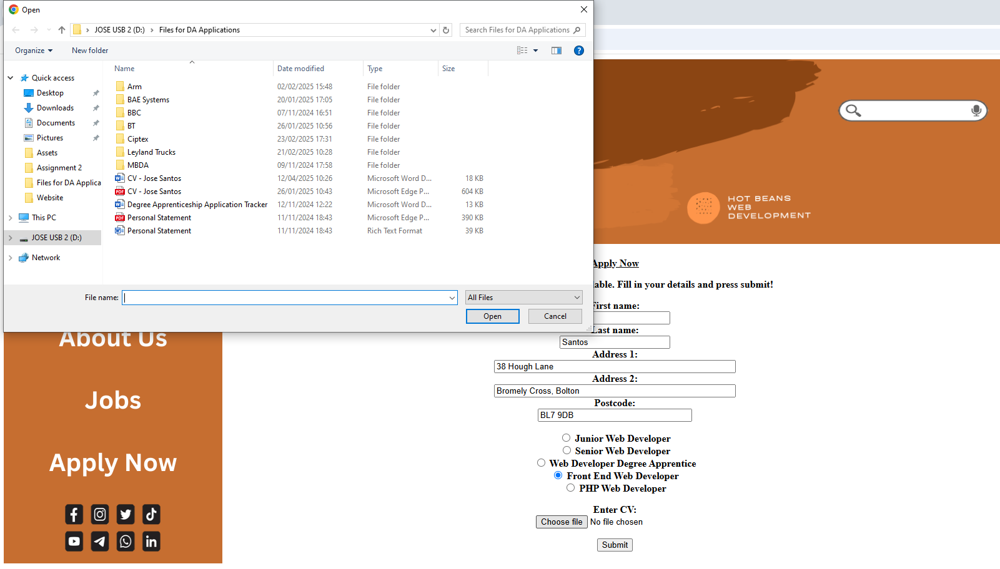 Open
JOSE USB 2 (D:) Files for DA Applications
Search Files for DA Applications
Organize New folder
Name Date modified Type Size
Quick access
Desktop
Downloads
Documents
Pictures
Assets
Assignment 2
Files for DA Applica
Website
This PC
JOSE USB 2 (D:)
Network
Arm 02/02/2025 15:48 File folder
BAE Systems 20/01/2025 17:05 File folder
BBC 07/11/2024 16:51 File folder
BT 26/01/2025 10:56 File folder
Ciptex 23/02/2025 17:31 File folder
Leyland Trucks 21/02/2025 10:28 File folder
MBDA 09/11/2024 17:58 File folder
CV - Jose Santos 12/04/2025 10:26 Microsoft Word D... 18 KB
CV - Jose Santos 26/01/2025 10:43 Microsoft Edge P... 604 KB
Degree Apprenticeship Application Tracker 12/11/2024 12:22 Microsoft Word D... 13 KB
Personal Statement 11/11/2024 18:43 Microsoft Edge P... 390 KB
Personal Statement 11/11/2024 18:43 Rich Text Format 39 KB
File name: All Files
Open Cancel
HOT BEANS
WEB
DEVELOPMENT
About Us
Jobs
Apply Now
Apply Now
lable. Fill in your details and press submit!
First name:
Last name:
Santos
Address 1:
38 Hough Lane
Address 2:
Bromely Cross, Bolton
Postcode:
BL7 9DB
Junior Web Developer
Senior Web Developer
Web Developer Degree Apprentice
Front End Web Developer
PHP Web Developer
Enter CV:
Choose file No file chosen
Submit